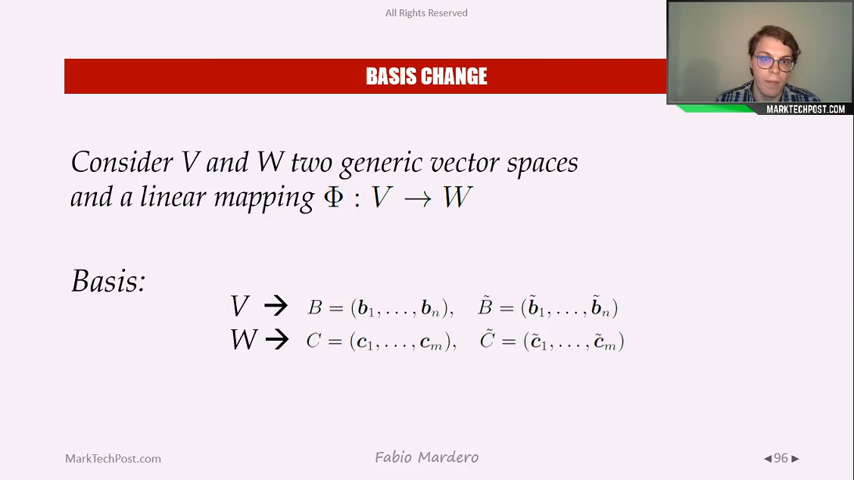 All Rights Reserved
BASIS CHANGE
MARKTECHPOST.COM
Consider V and W two generic vector spaces
and a linear mapping Φ : V → W
Basis:
V → B = (b₁, . . . , bₙ), B̃ = (b̃₁, . . . , b̃ₙ)
W → C = (c₁, . . . , cₘ), C̃ = (c̃₁, . . . , c̃ₘ)
MarkTechPost.com
Fabio Mardero
◄96►